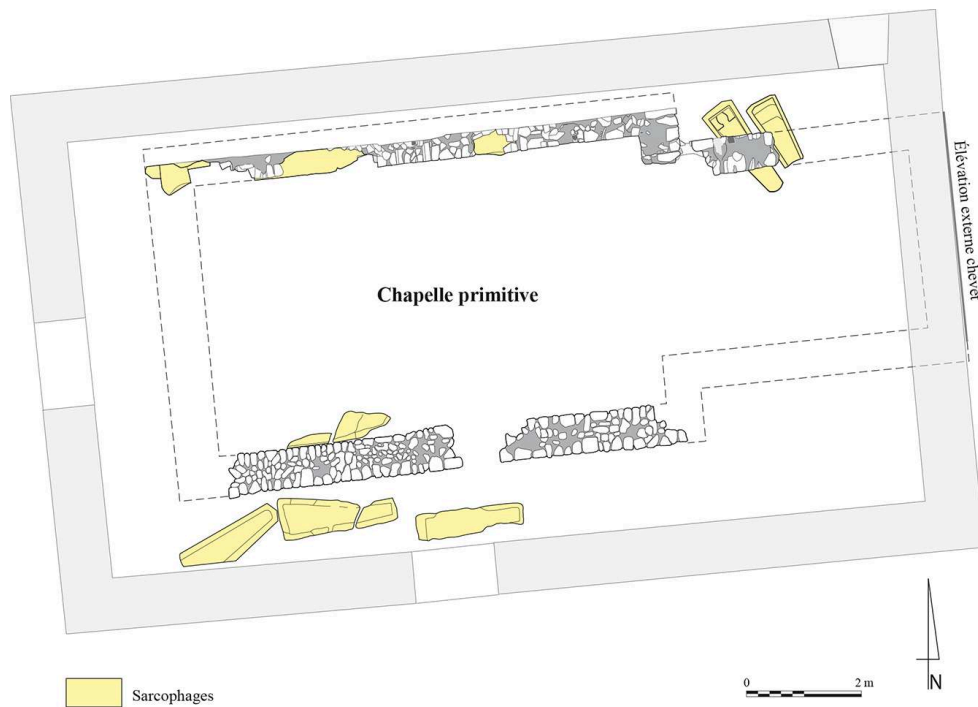 Élévation externe chevet
Chapelle primitive
Sarcophages
0 2 m
N